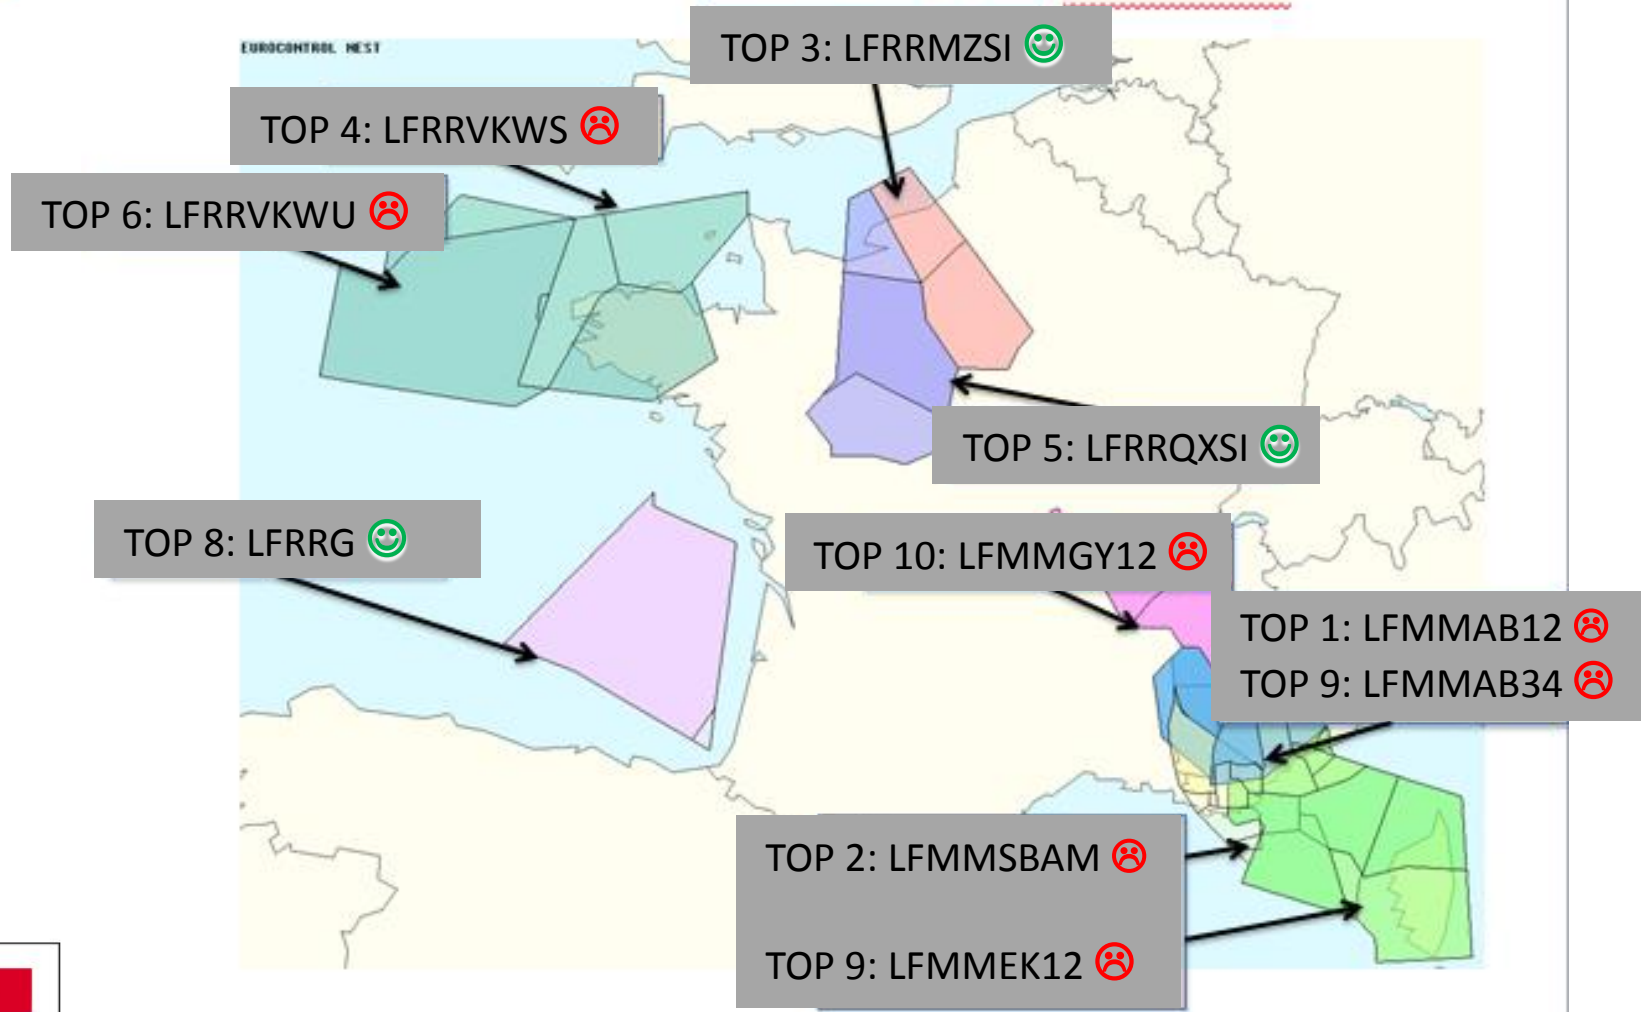 EUROCONTROL NEST
TOP 3: LFRRMZSI
TOP 4: LFRRVKWS
TOP 6: LFRRVKWU
TOP 5: LFRRQXSI
TOP 8: LFRRG
TOP 10: LFMMGY12
TOP 1: LFMMAB12
TOP 9: LFMMAB34
TOP 2: LFMMSBAM
TOP 9: LFMMEK12